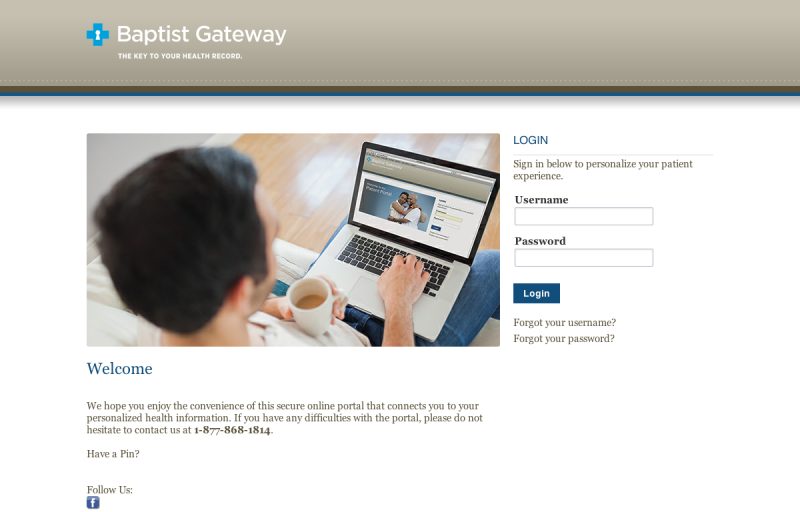 Baptist Gateway
THE KEY TO YOUR HEALTH RECORD.
LOGIN
Sign in below to personalize your patient
experience.
Username
Password
Login
Forgot your username?
Forgot your password?
Welcome
We hope you enjoy the convenience of this secure online portal that connects you to your
personalized health information. If you have any difficulties with the portal, please do not
hesitate to contact us at 1-877-868-1814.
Have a Pin?
Follow Us:
f